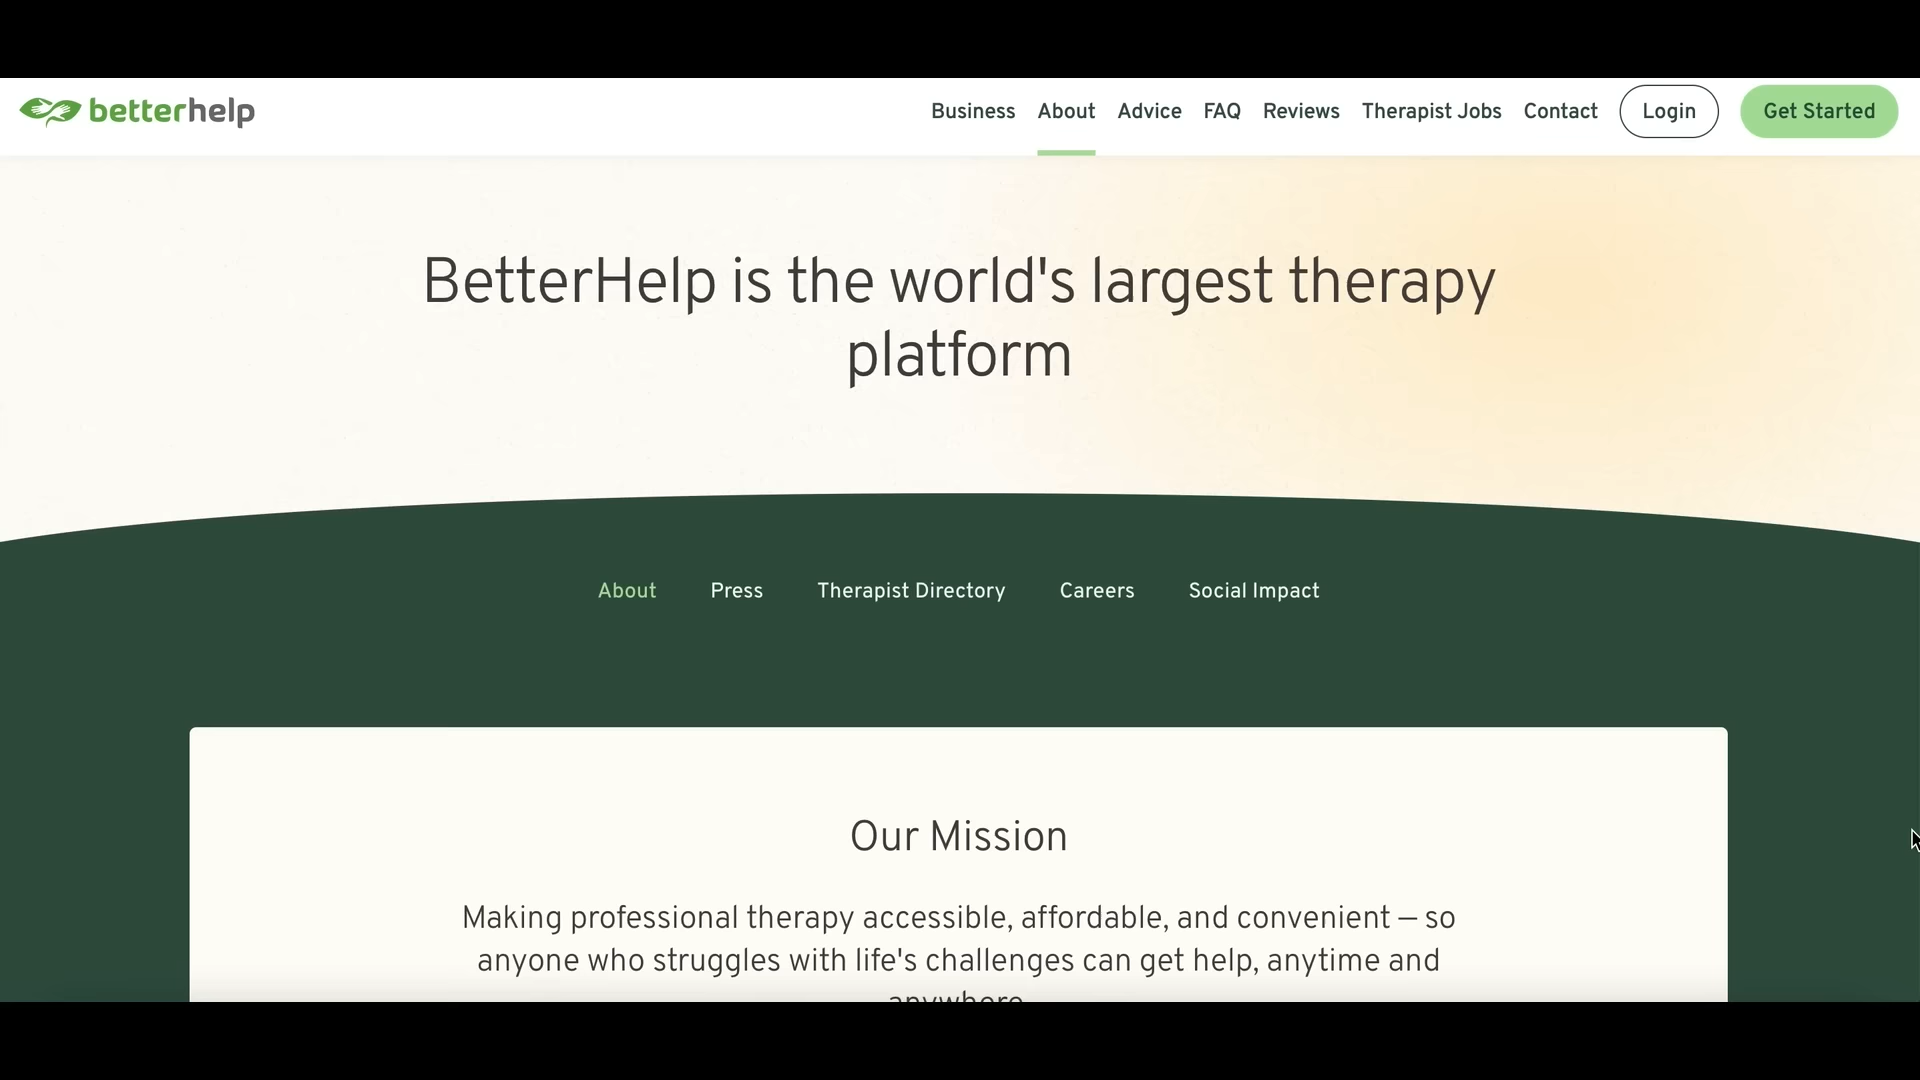 betterhelp
Business About Advice FAQ Reviews Therapist Jobs Contact Login Get Started
BetterHelp is the world's largest therapy
platform
About Press Therapist Directory Careers Social Impact
Our Mission
Making professional therapy accessible, affordable, and convenient — so
anyone who struggles with life's challenges can get help, anytime and
anywhere.